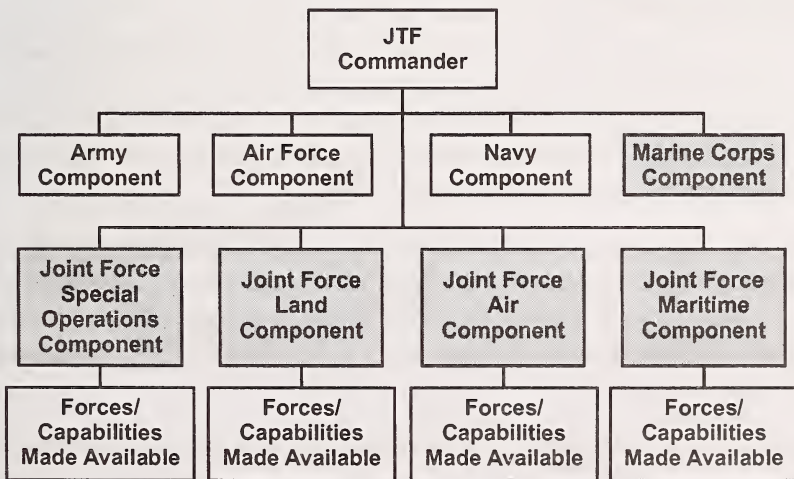 JTF
Commander
Army
Component
Air Force
Component
Navy
Component
Marine Corps
Component
Joint Force
Special
Operations
Component
Joint Force
Land
Component
Joint Force
Air
Component
Joint Force
Maritime
Component
Forces/
Capabilities
Made Available
Forces/
Capabilities
Made Available
Forces/
Capabilities
Made Available
Forces/
Capabilities
Made Available